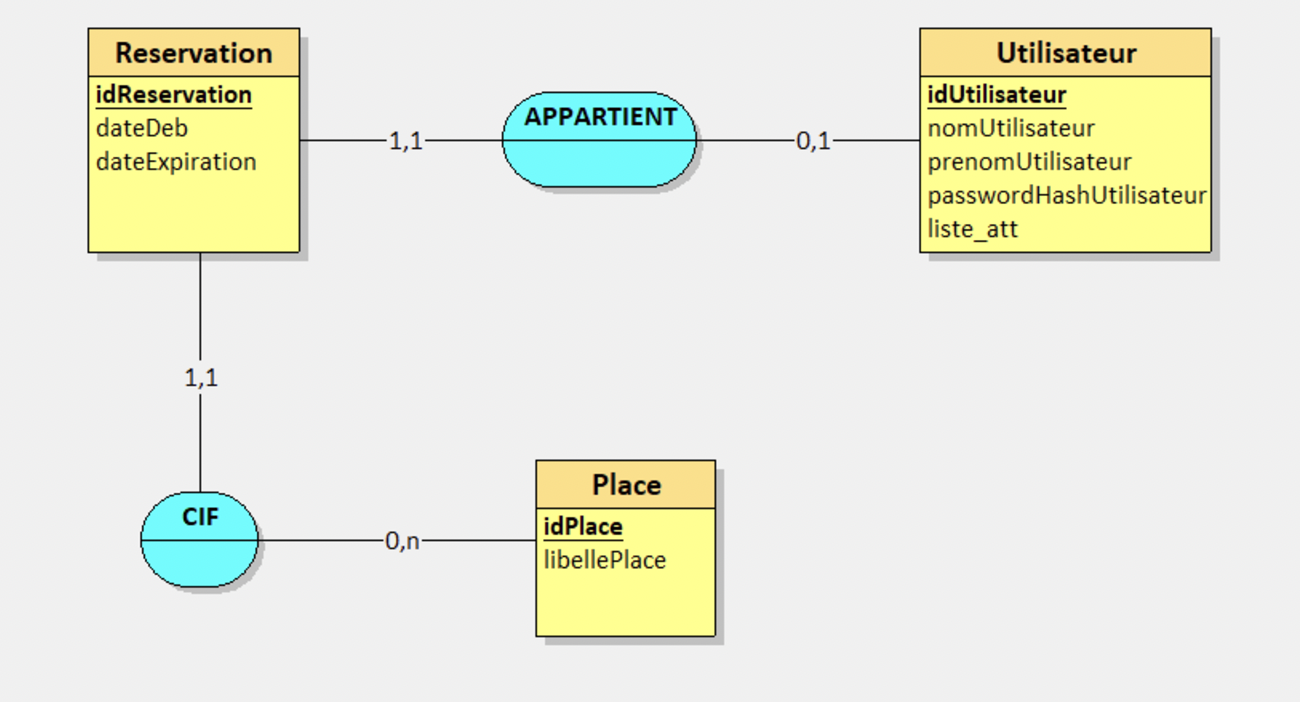 Reservation
idReservation
dateDeb
dateExpiration
1,1
APPARTIENT
0,1
Utilisateur
idUtilisateur
nomUtilisateur
prenomUtilisateur
passwordHashUtilisateur
liste_att
1,1
CIF
0,n
Place
idPlace
libellePlace